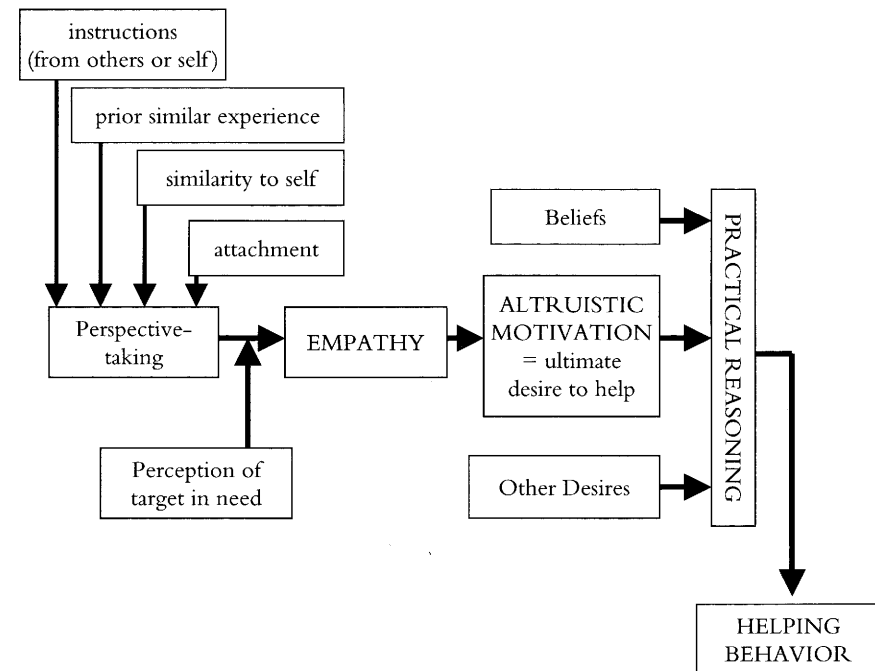 instructions
(from others or self)
prior similar experience
similarity to self
attachment
Perspective-
taking
Perception of
target in need
EMPATHY
Beliefs
ALTRUISTIC
MOTIVATION
= ultimate
desire to help
Other Desires
PRACTICAL REASONING
HELPING
BEHAVIOR